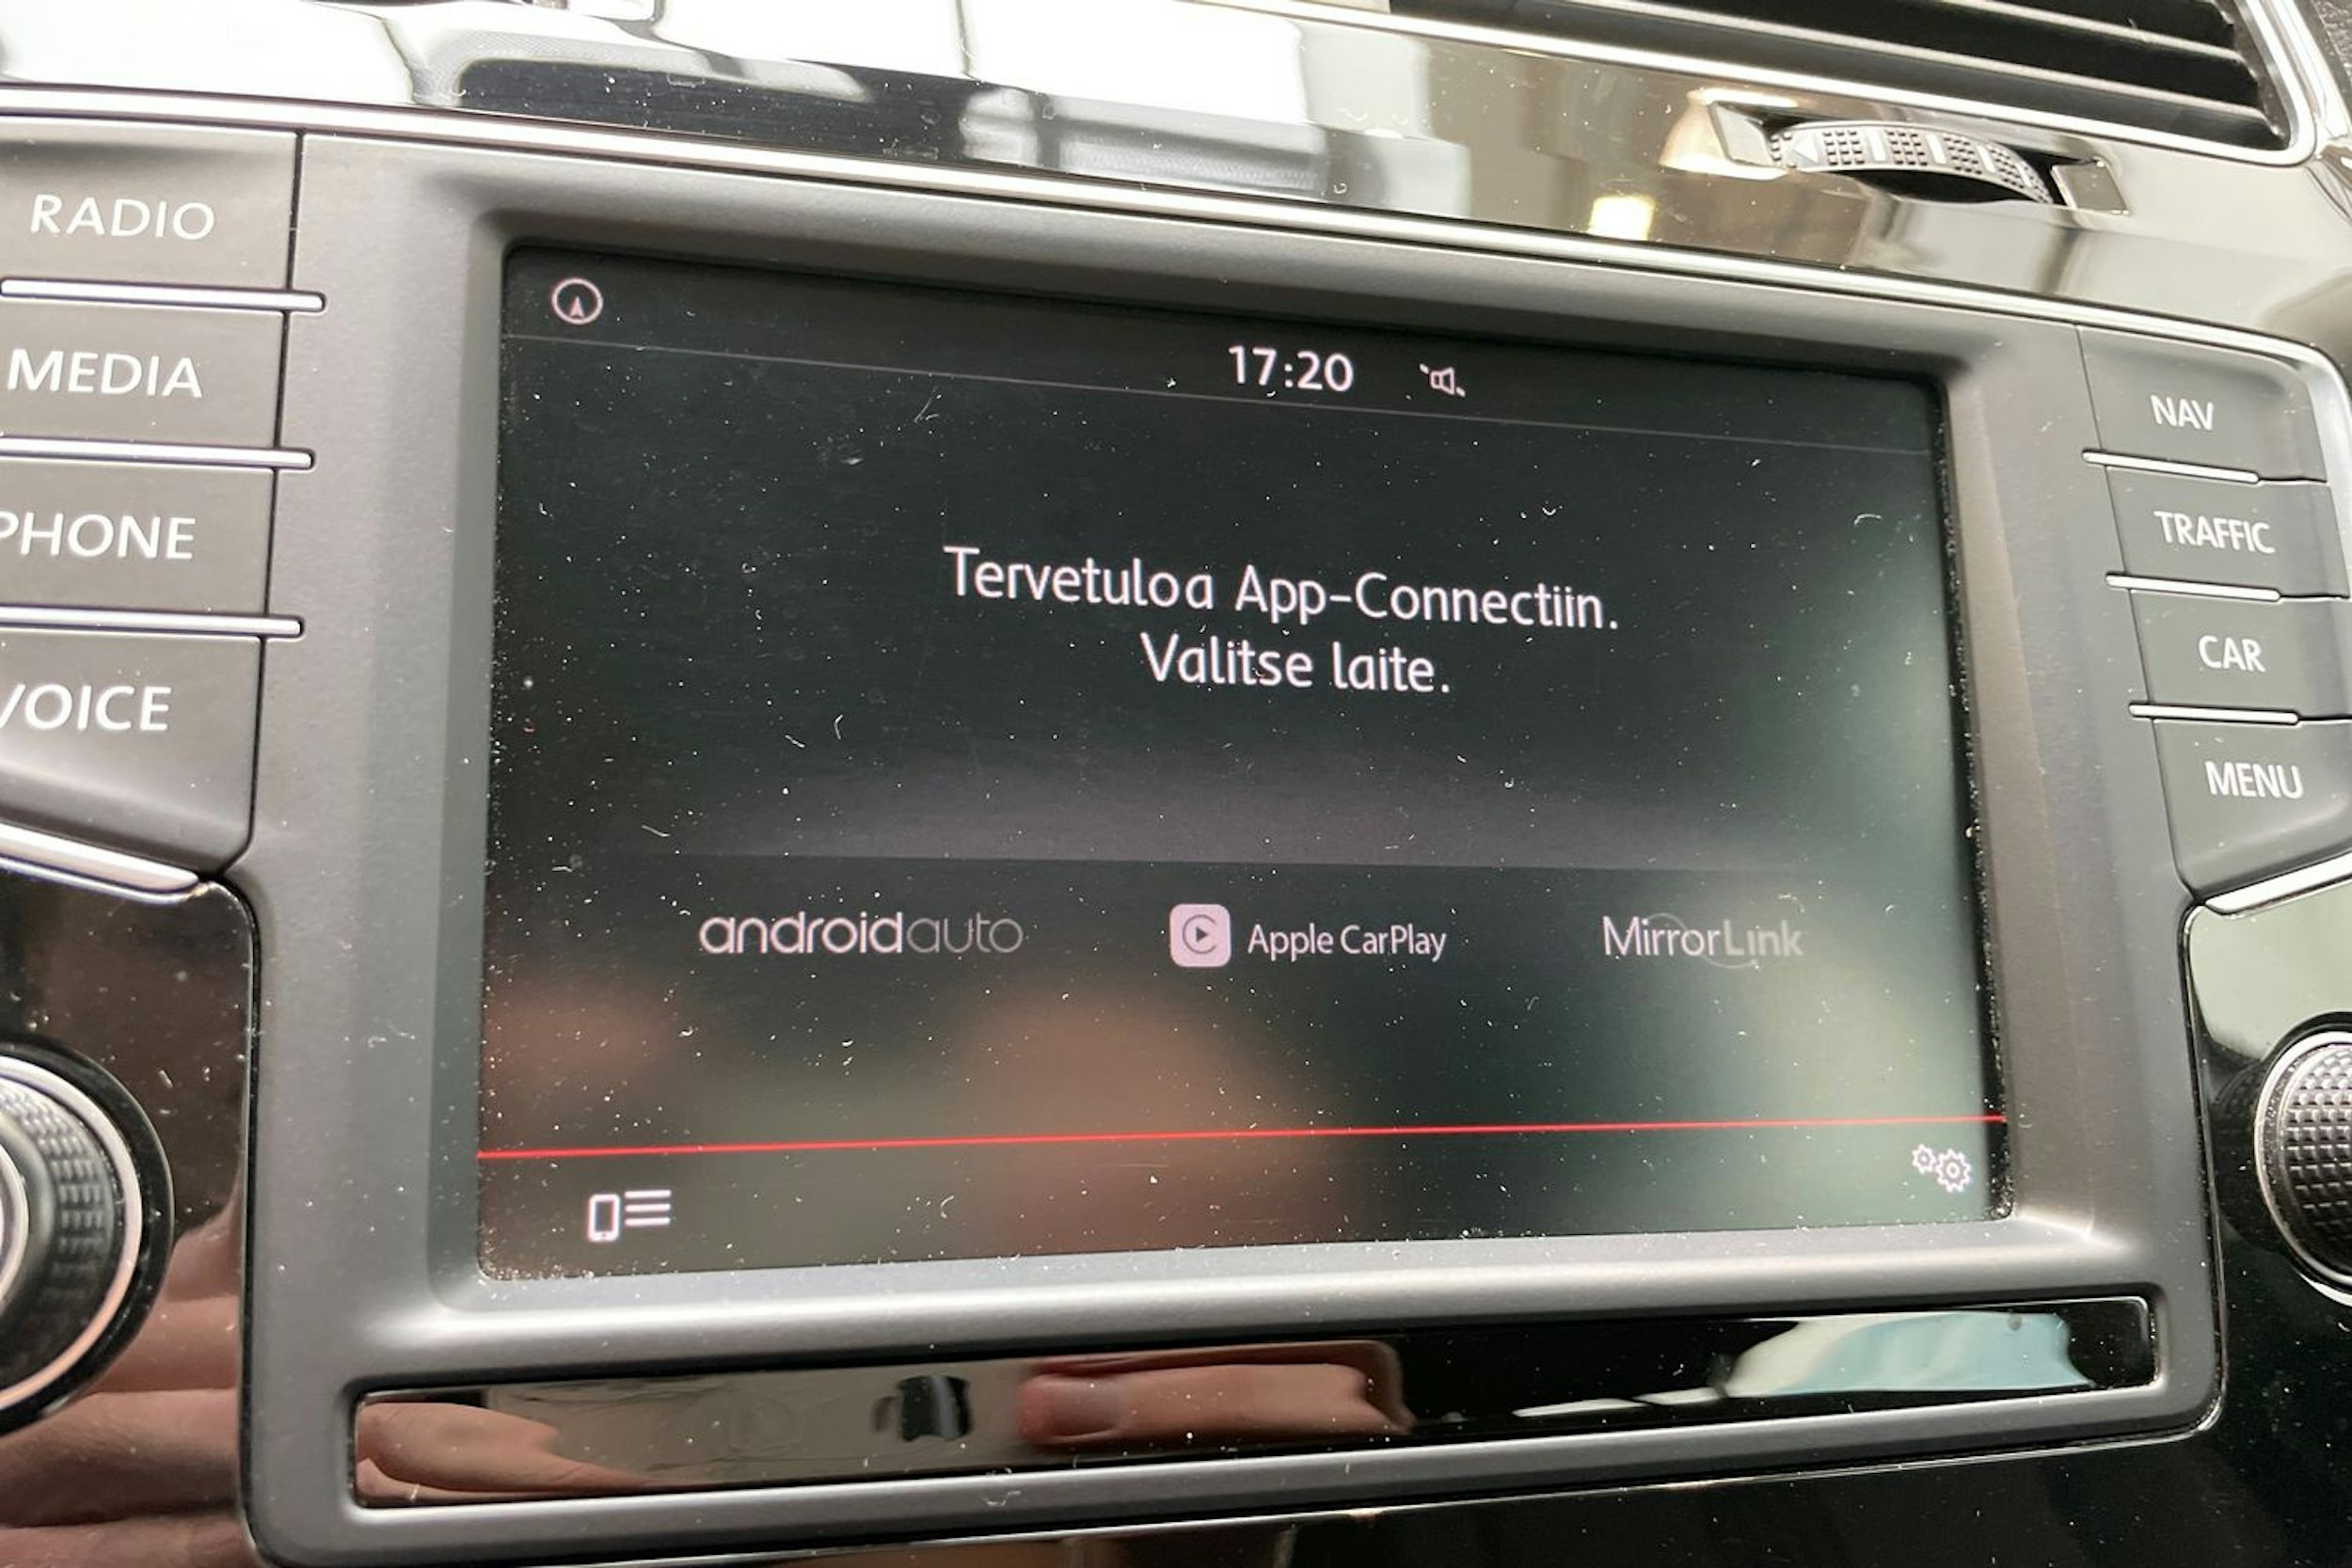 RADIO
MEDIA
PHONE
VOICE
17:20
Tervetuloa App-Connectiin.
Valitse laite.
androidauto
Apple CarPlay
MirrorLink
NAV
TRAFFIC
CAR
MENU